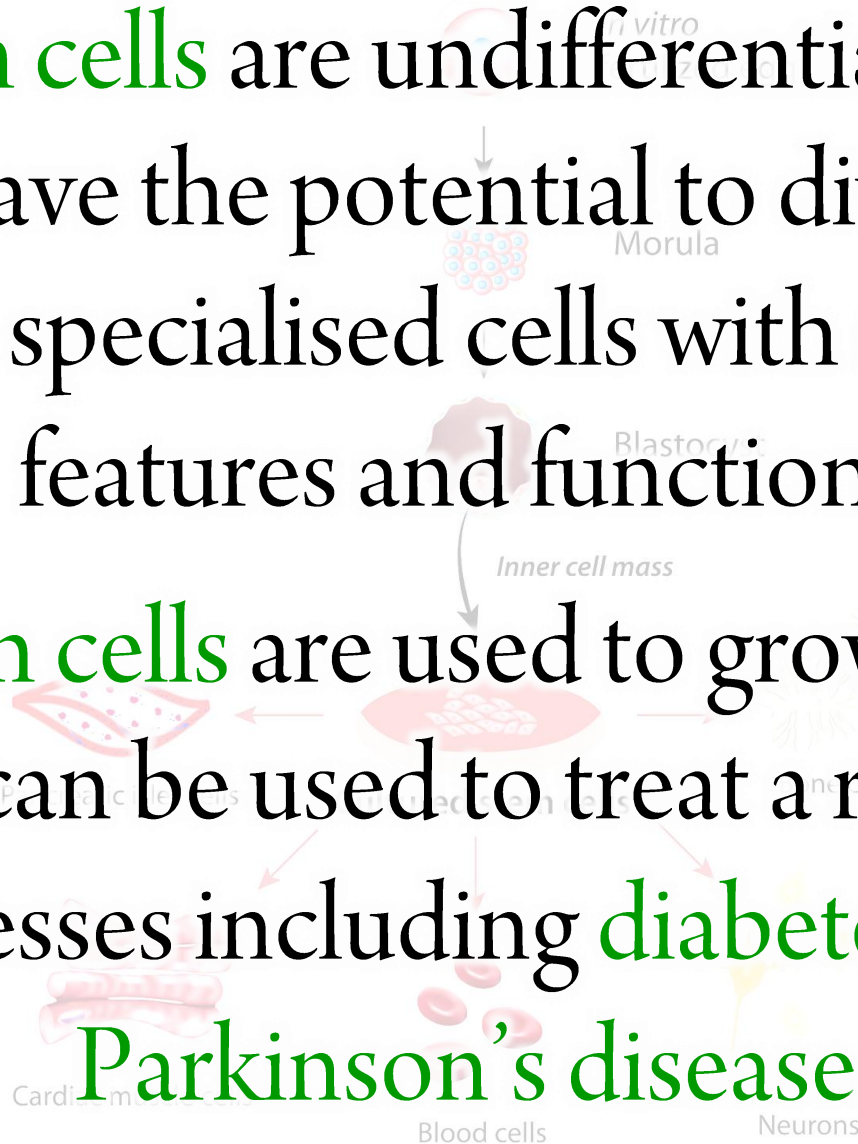 cells are undifferentia
ave the potential to di
specialised cells with
features and function
cells are used to grow
can be used to treat a r
esses including diabete
Parkinson's disease
in vitro
Morula
Blastocyst
Inner cell mass
Blood cells
Neurons